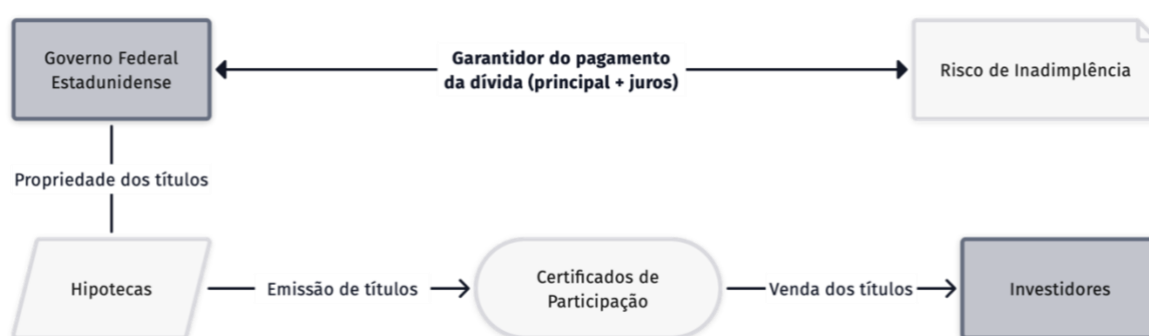 Governo Federal
Estadunidense
Garantidor do pagamento
da dívida (principal + juros)
Risco de Inadimplência
Propriedade dos títulos
Hipotecas
Emissão de títulos
Certificados de
Participação
Venda dos títulos
Investidores